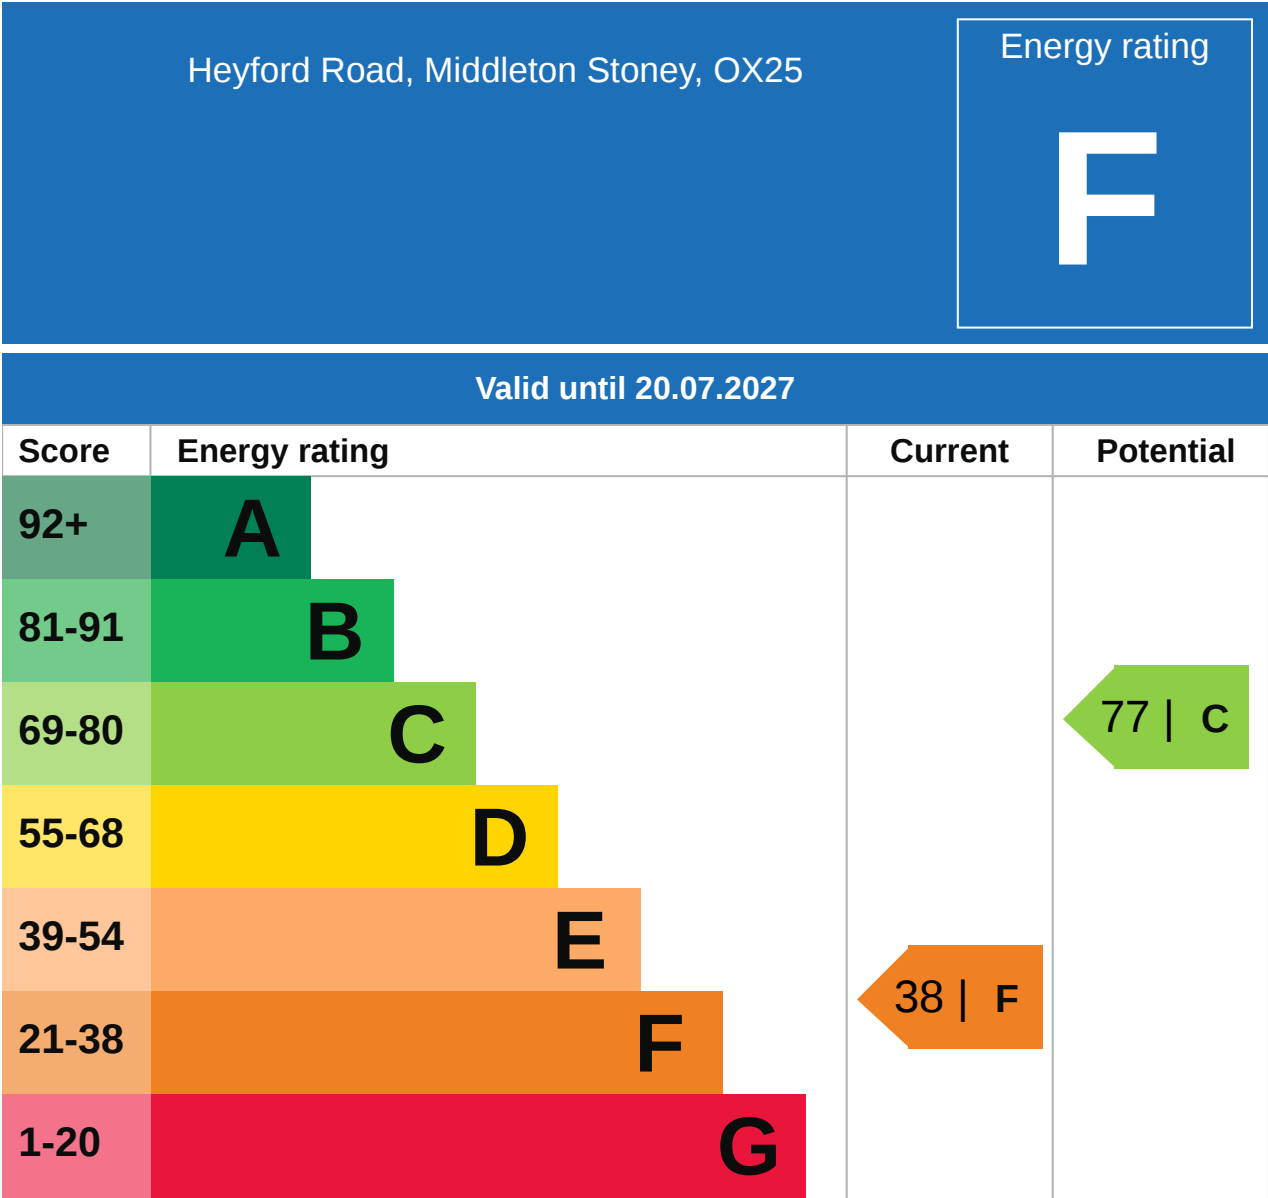 Heyford Road, Middleton Stoney, OX25
Energy rating
F
Valid until 20.07.2027
Score Energy rating Current Potential
92+ A
81-91 B
69-80 C
77 | C
55-68 D
39-54 E
38 | F
21-38 F
1-20 G